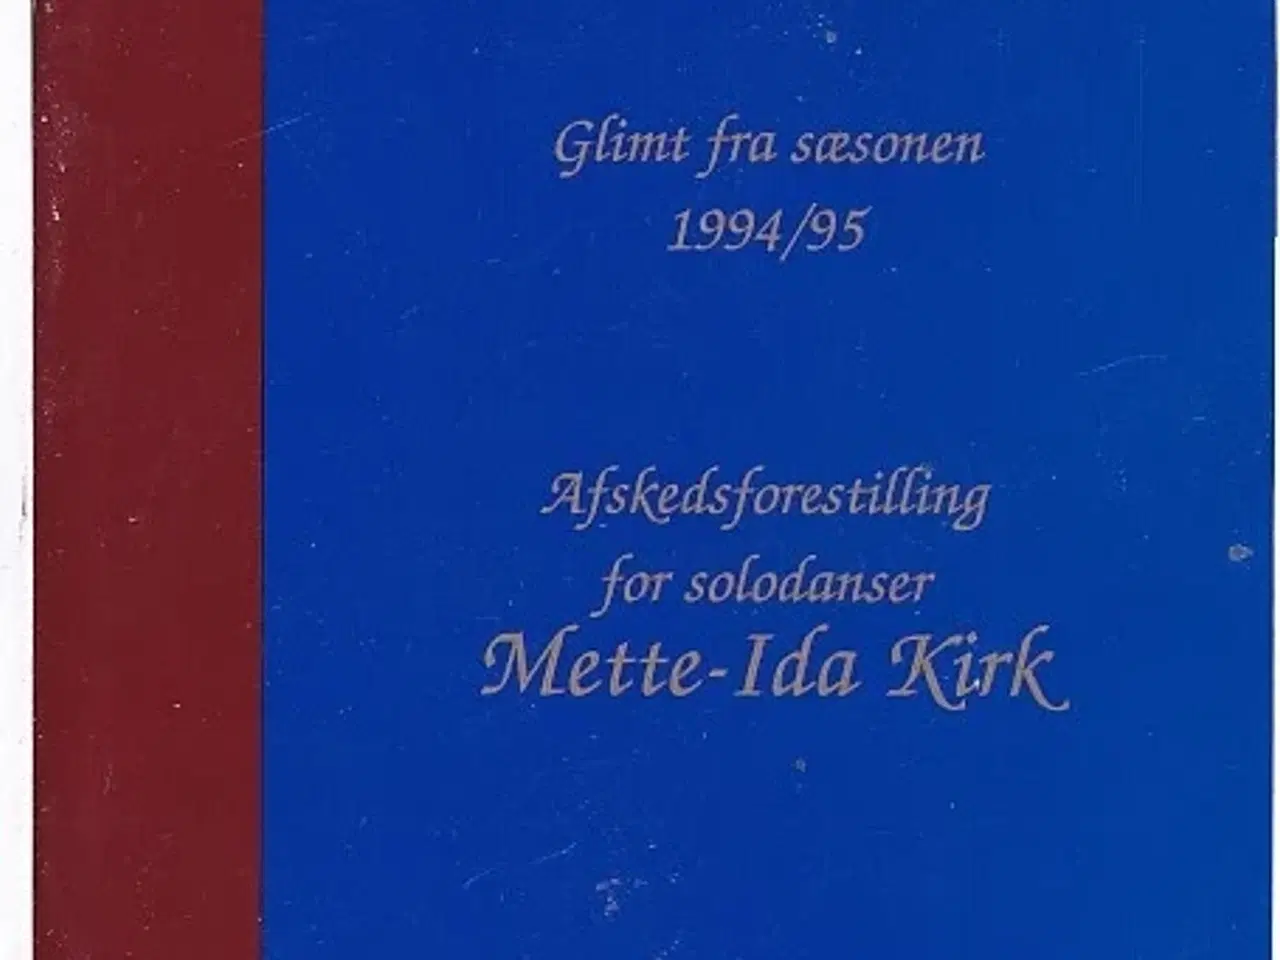 Glimt fra sæsonen
1994/95
Afskedsforestilling
for solodanser
Mette-Ida Kirk